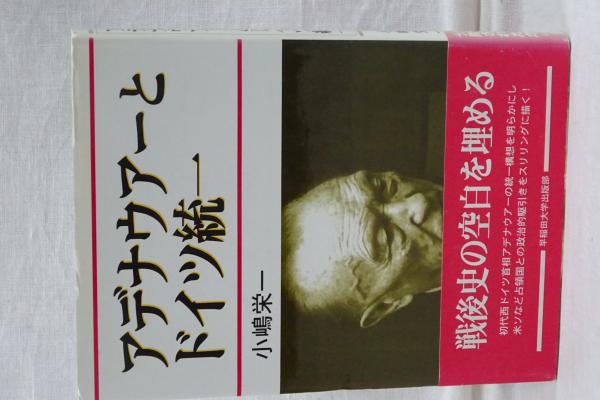 アデナウアーと
ドイツ統一
小嶋栄一
戦後史の空白を埋める
初代西ドイツ首相アデナウアーの統一構想を明らかにし
米ソなど占領国との政治的駆引きをスリリングに描く!
早稲田大学出版部